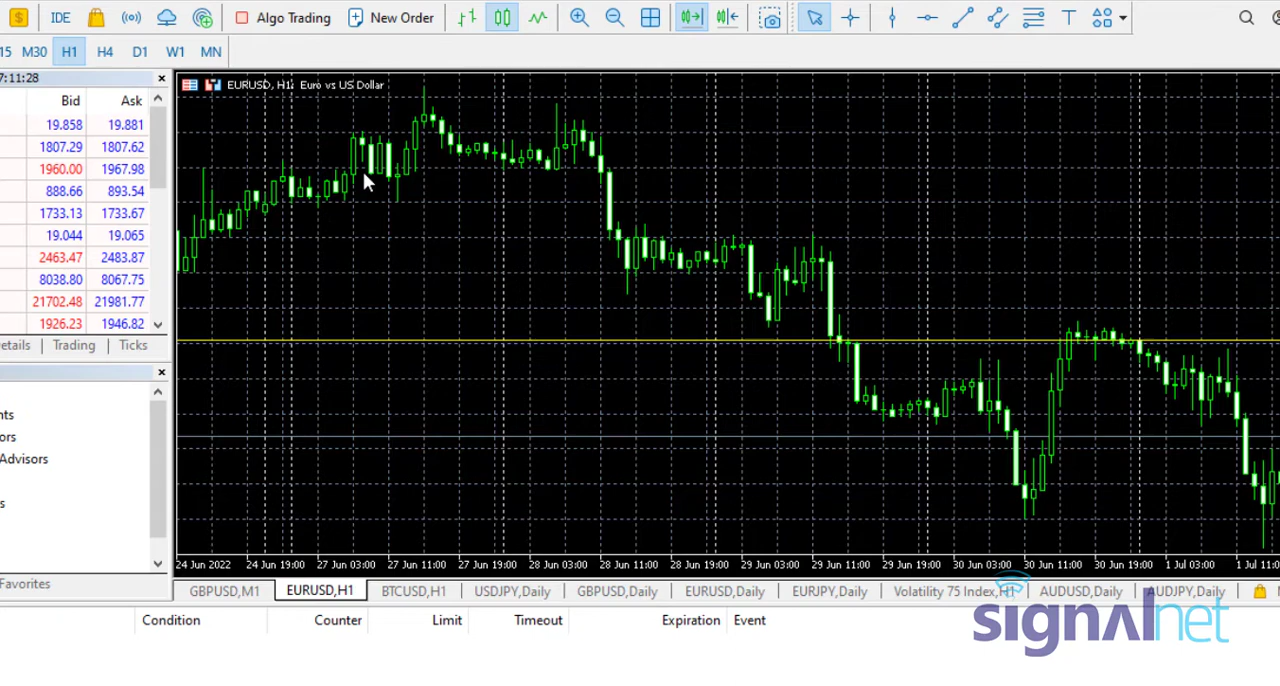 IDE
Algo Trading
New Order
15 M30 H1 H4 D1 W1 MN
7:11:28
Bid Ask
19.858 19.881
1807.29 1807.62
1960.00 1967.98
888.66 893.54
1733.13 1733.67
19.044 19.065
2463.47 2483.87
8038.80 8067.75
21702.48 21981.77
1926.23 1946.82
etails Trading Ticks
nts
ors
Advisors
s
Favorites
EURUSD, H1: Euro vs US Dollar
24 Jun 2022 24 Jun 19:00 27 Jun 03:00 27 Jun 11:00 27 Jun 19:00 28 Jun 03:00 28 Jun 11:00 28 Jun 19:00 29 Jun 03:00 29 Jun 11:00 29 Jun 19:00 30 Jun 03:00 30 Jun 11:00 30 Jun 19:00 1 Jul 03:00 1 Jul 11:0
GBPUSD,M1 EURUSD,H1 BTCUSD,H1 USDJPY,Daily GBPUSD,Daily EURUSD,Daily EURJPY,Daily Volatility 75 Index,H1 AUDUSD,Daily AUDJPY,Daily
Condition Counter Limit Timeout Expiration Event
signalnet